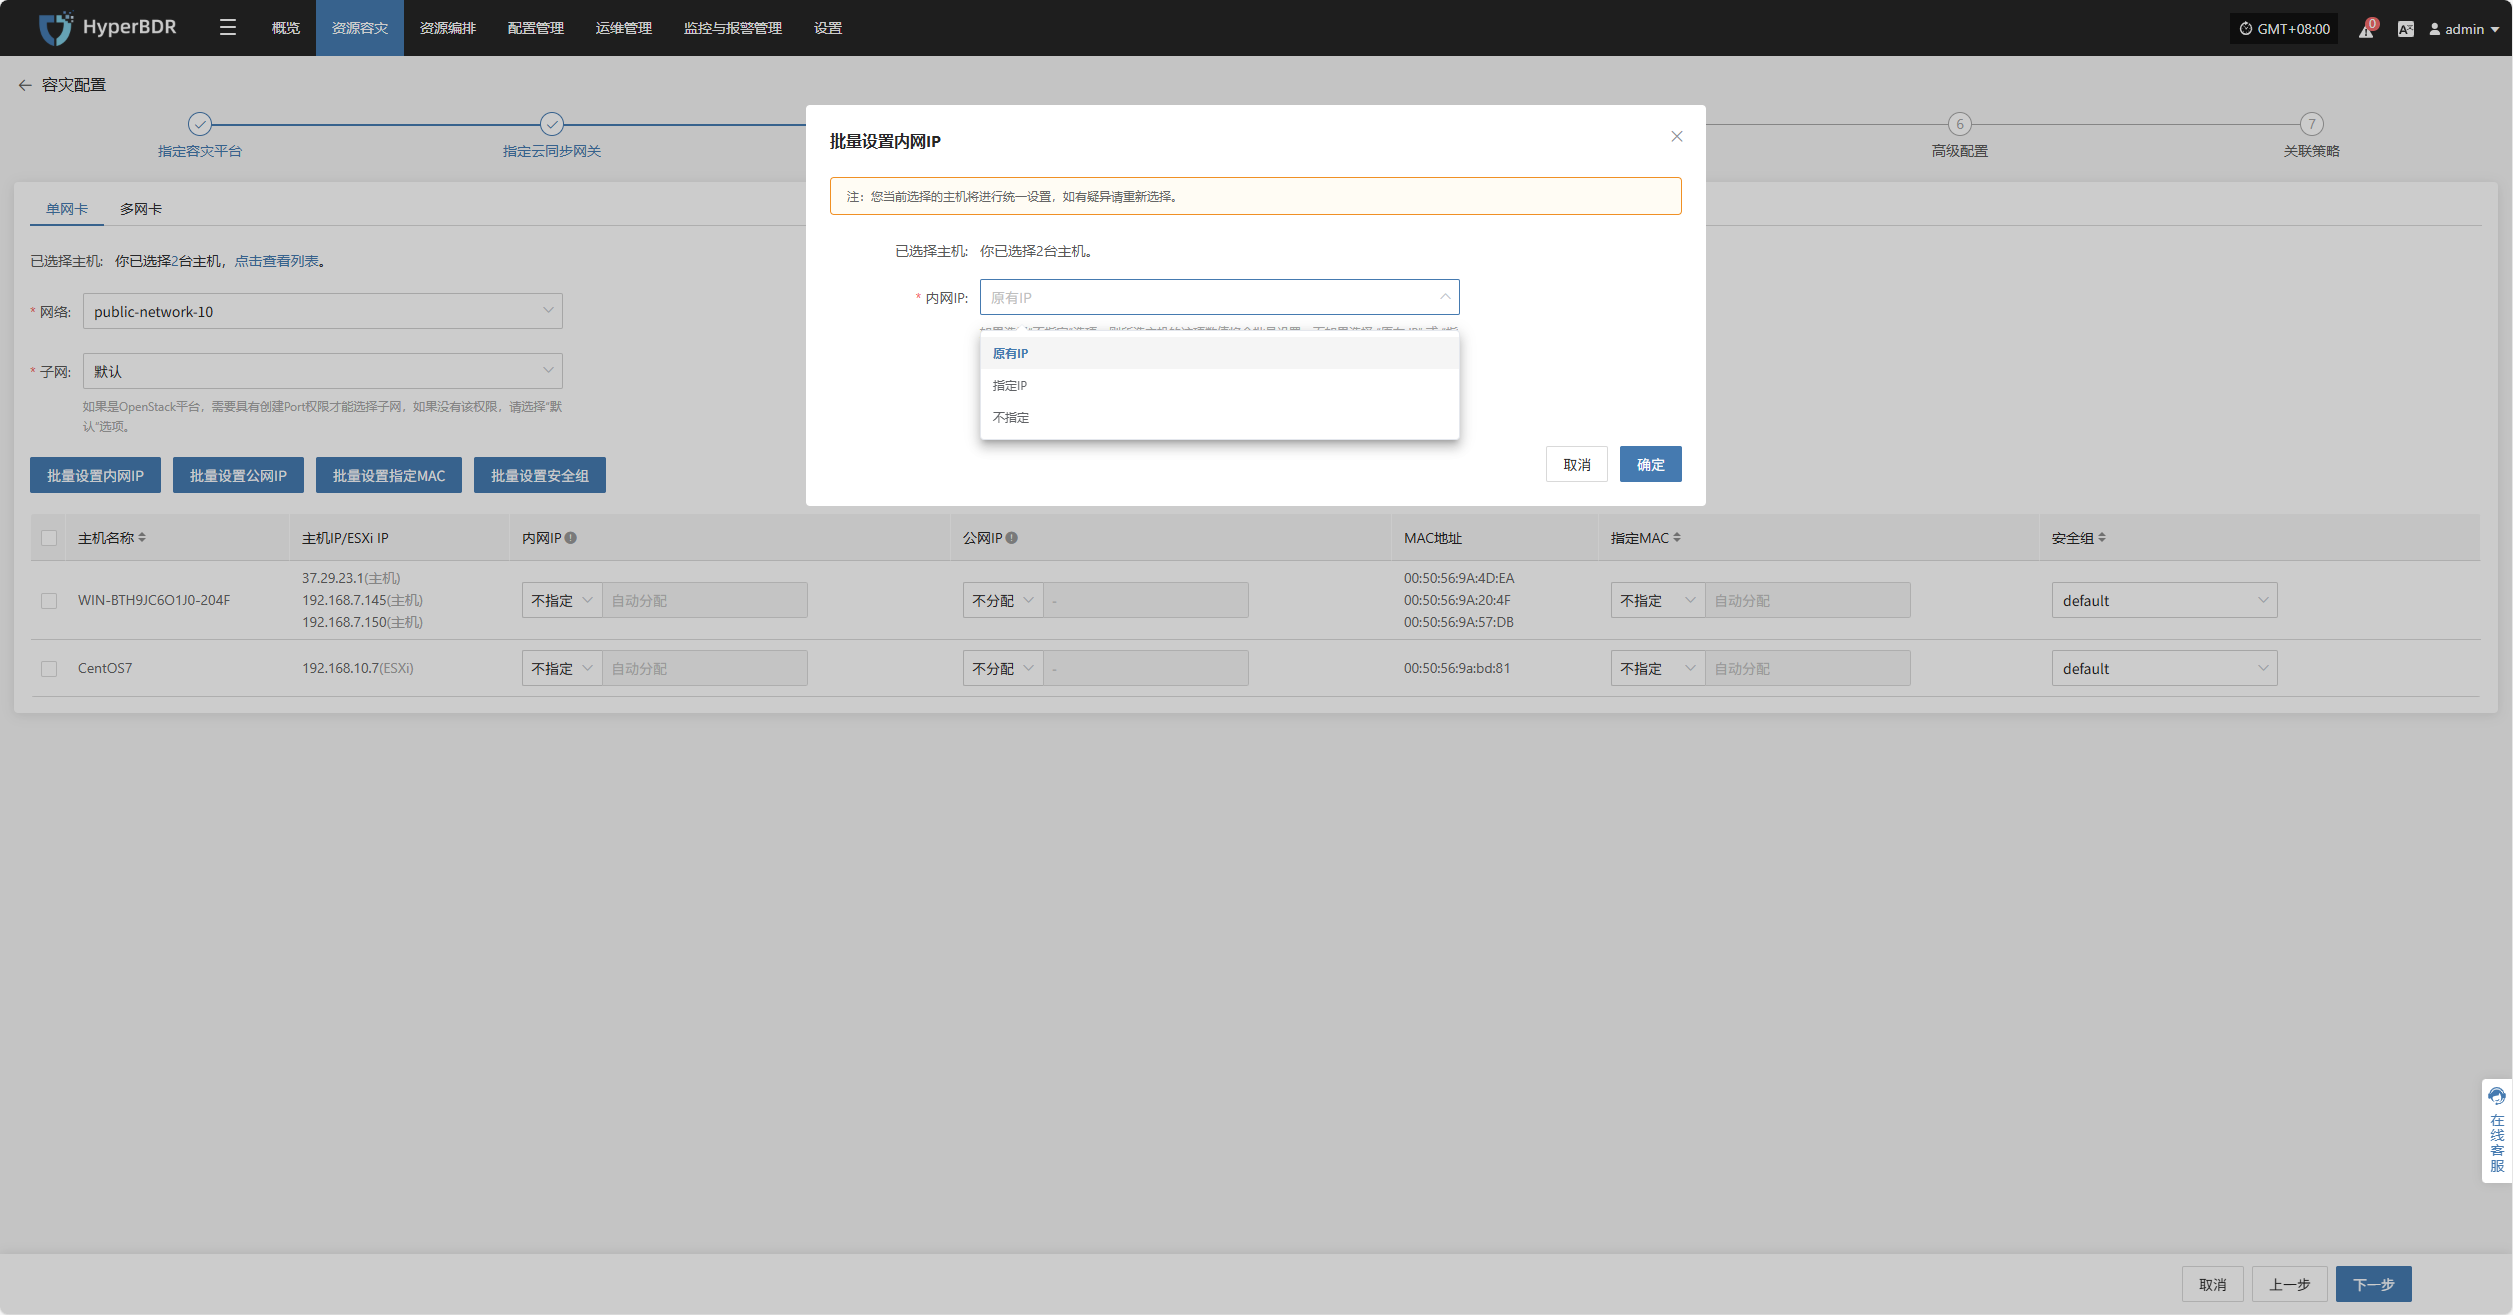 HyperBDR
概览 资源容灾 资源编排 配置管理 运维管理 监控与报警管理 设置
GMT+08:00 0 admin
容灾配置
指定容灾平台 指定云同步网关 6 高级配置 7 关联策略
批量设置内网IP
注：您当前选择的主机将进行统一设置，如有疑异请重新选择。
已选择主机: 你已选择2台主机。
* 内网IP: 原有IP
原有IP
指定IP
不指定
取消 确定
单网卡 多网卡
已选择主机: 你已选择2台主机，点击查看列表。
* 网络: public-network-10
* 子网: 默认
如果是OpenStack平台，需要具有创建Port权限才能选择子网，如果没有该权限，请选择"默
认"选项。
批量设置内网IP 批量设置公网IP 批量设置指定MAC 批量设置安全组
主机名称 主机IP/ESXi IP 内网IP 公网IP MAC地址 指定MAC 安全组
WIN-BTH9JC6O1J0-204F
37.29.23.1(主机)
192.168.7.145(主机)
192.168.7.150(主机)
不指定 自动分配 不分配 -
00:50:56:9A:4D:EA
00:50:56:9A:20:4F
00:50:56:9A:57:DB
不指定 自动分配 default
CentOS7 192.168.10.7(ESXi) 不指定 自动分配 不分配 - 00:50:56:9a:bd:81 不指定 自动分配 default
在线客服
取消 上一步 下一步